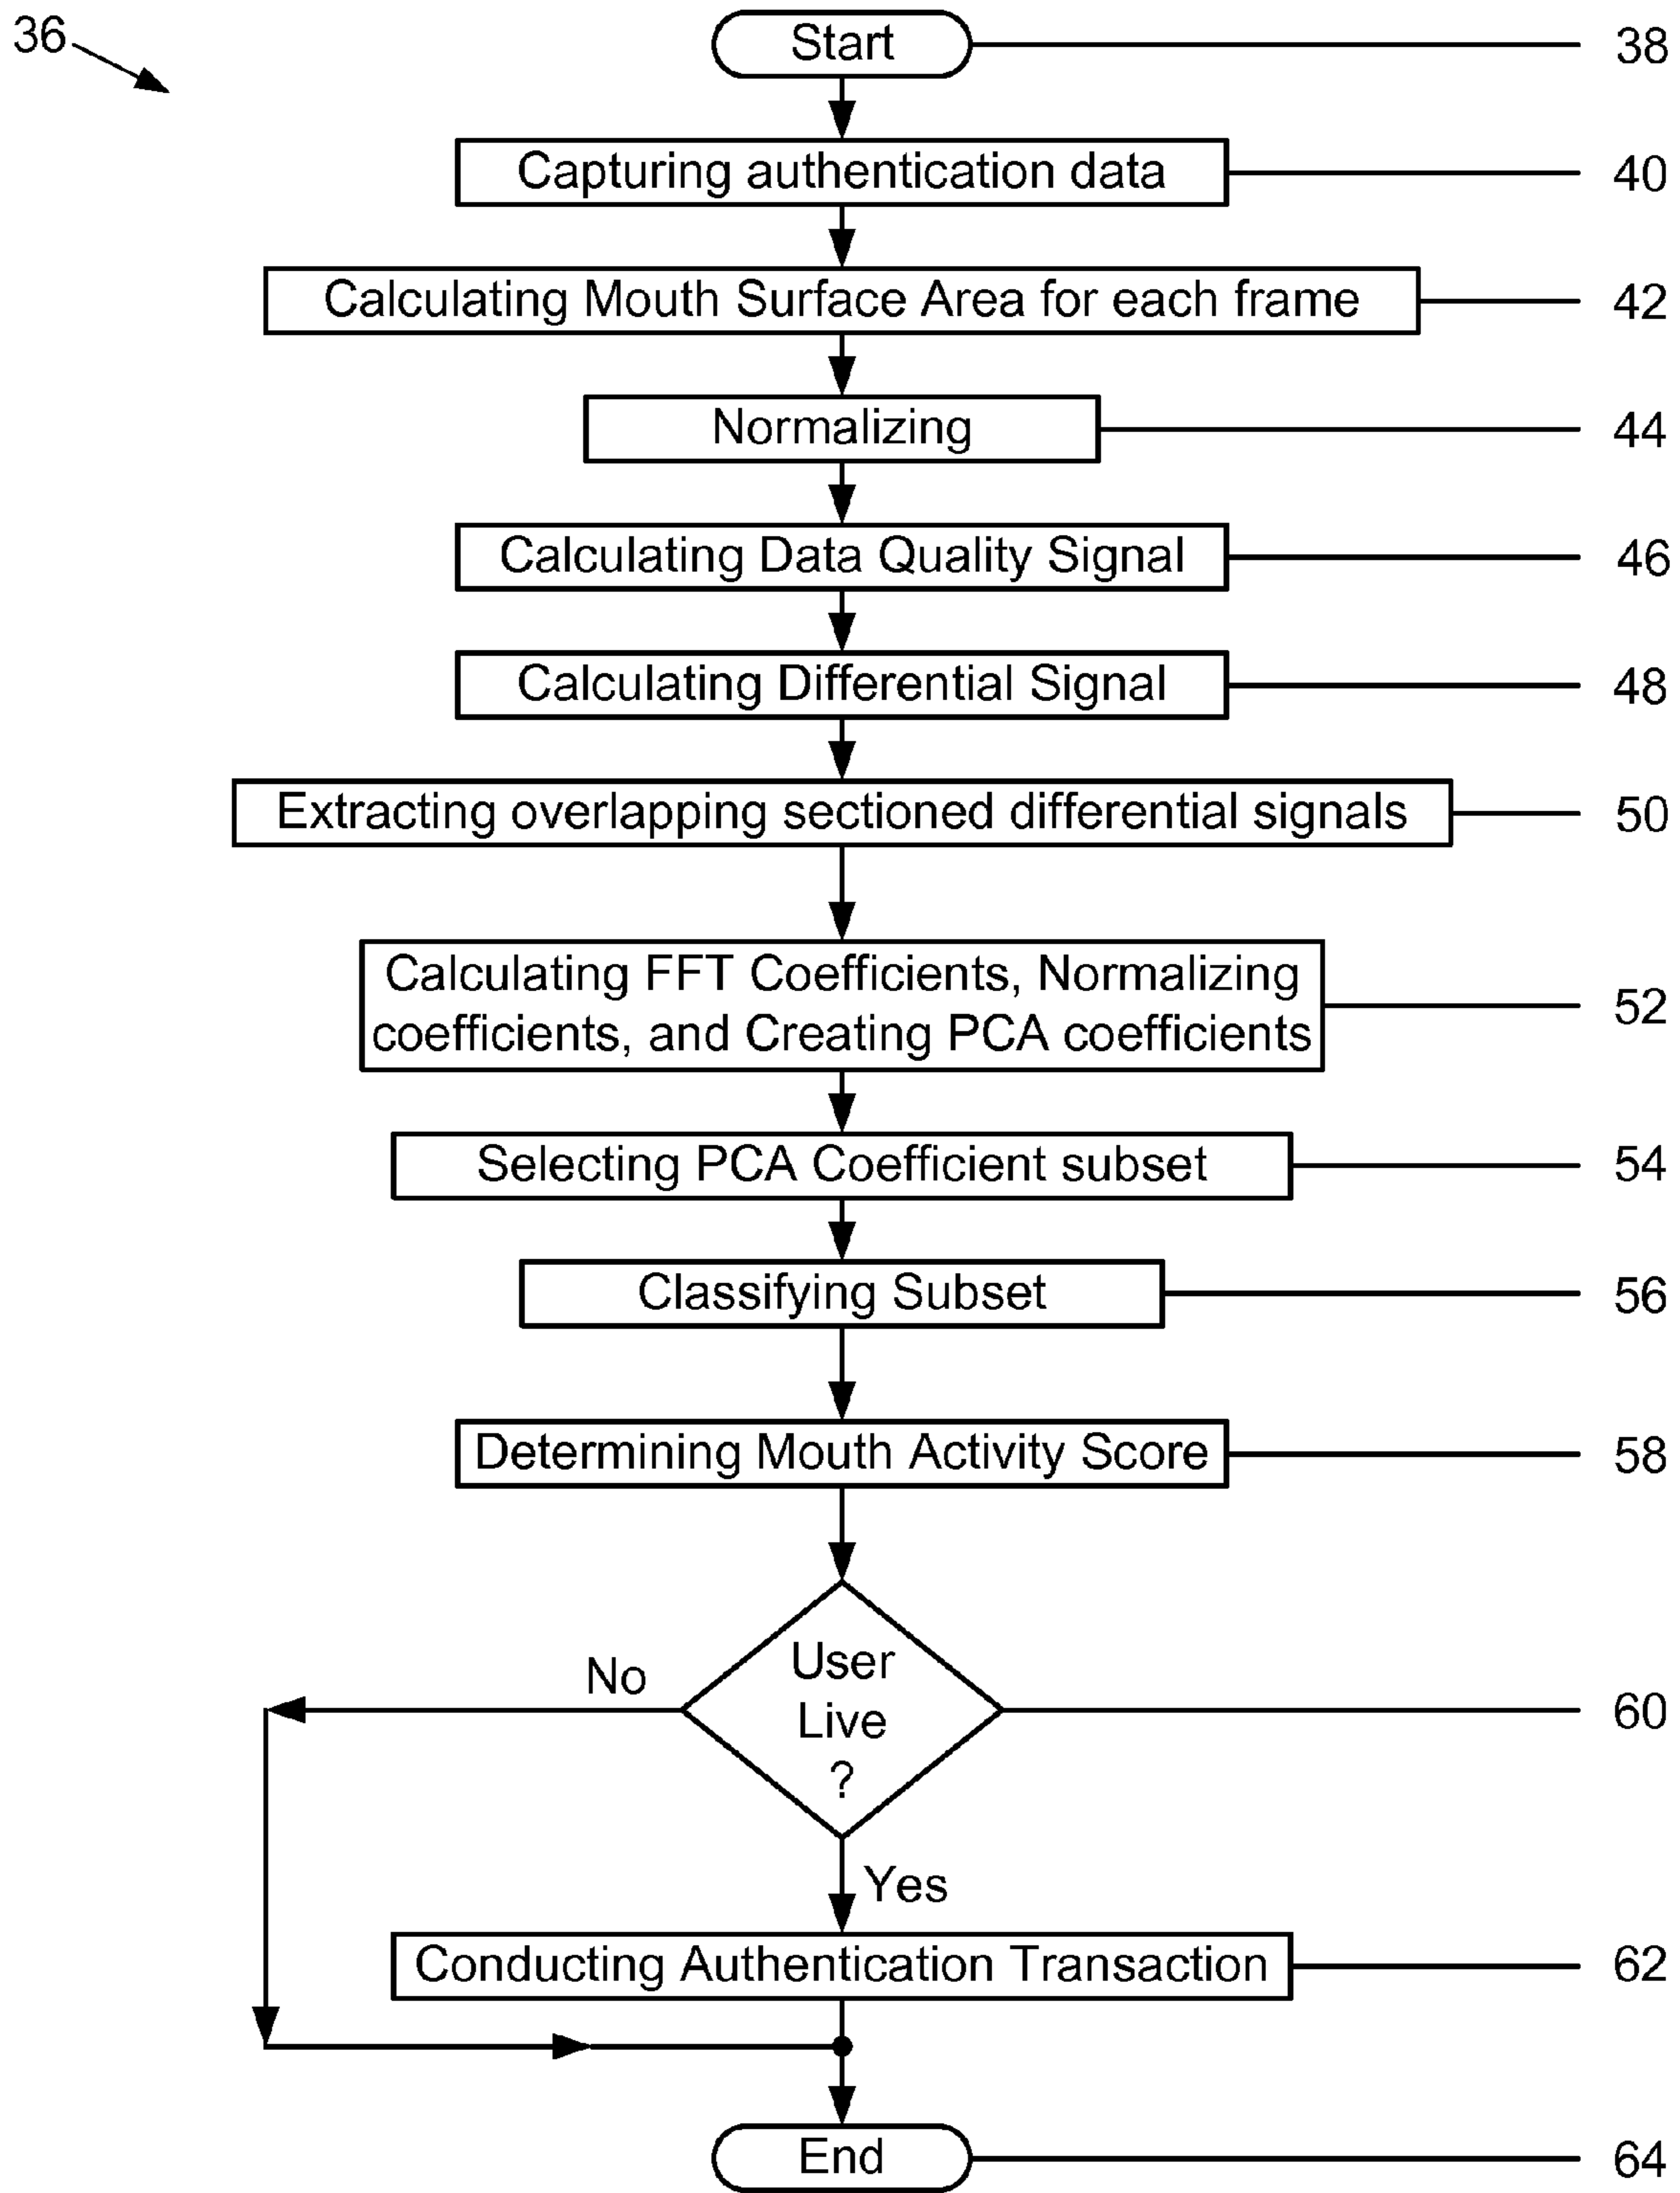 36
Start
38
Capturing authentication data
40
Calculating Mouth Surface Area for each frame
42
Normalizing
44
Calculating Data Quality Signal
46
Calculating Differential Signal
48
Extracting overlapping sectioned differential signals
50
Calculating FFT Coefficients, Normalizing
coefficients, and Creating PCA coefficients
52
Selecting PCA Coefficient subset
54
Classifying Subset
56
Determining Mouth Activity Score
58
User
Live
?
No
60
Yes
Conducting Authentication Transaction
62
End
64